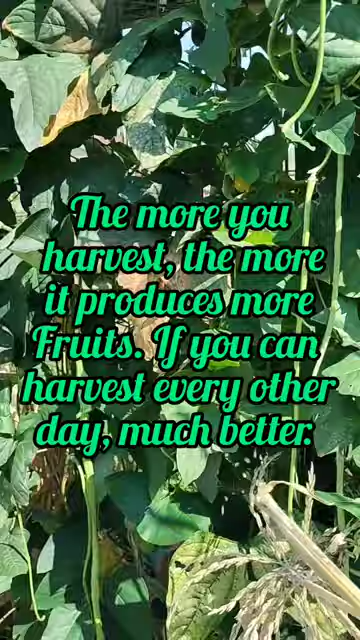 The more you
harvest, the more
it produces more
Fruits. If you can
harvest every other
day, much better.